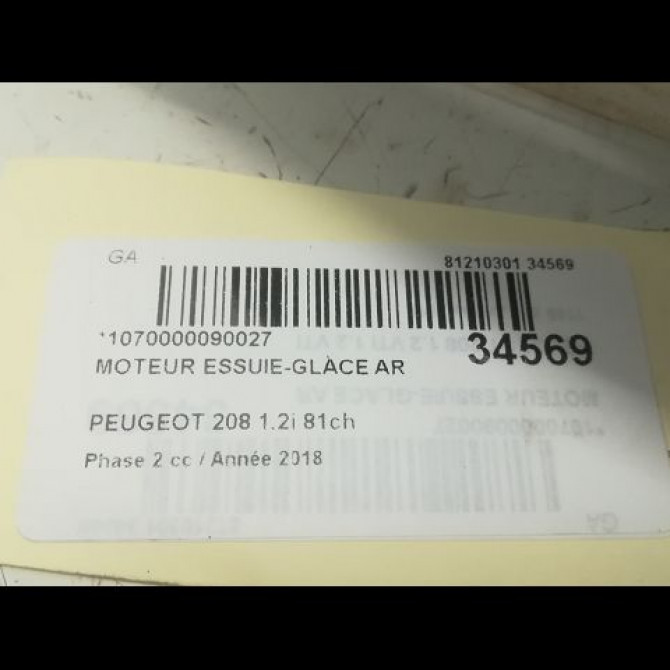 GA 81210301 34569
*1070000090027 34569
MOTEUR ESSUIE-GLACE AR
PEUGEOT 208 1.2i 81ch
Phase 2 cc / Année 2018